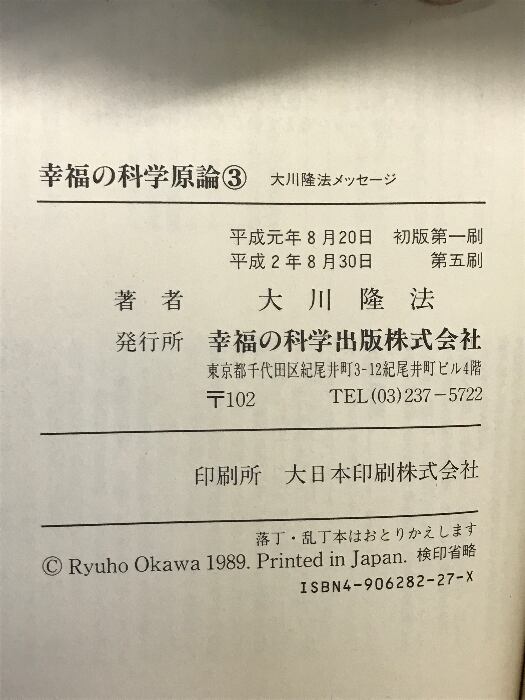 幸福の科学原論③ 大川隆法メッセージ
平成元年8月20日 初版第一刷
平成2年8月30日 第五刷
著者 大川隆法
発行所 幸福の科学出版株式会社
東京都千代田区紀尾井町3-12紀尾井町ビル4階
〒102 TEL(03)237-5722
印刷所 大日本印刷株式会社
落丁・乱丁本はおとりかえします
© Ryuho Okawa 1989. Printed in Japan. 検印省略
ISBN4-906282-27-X